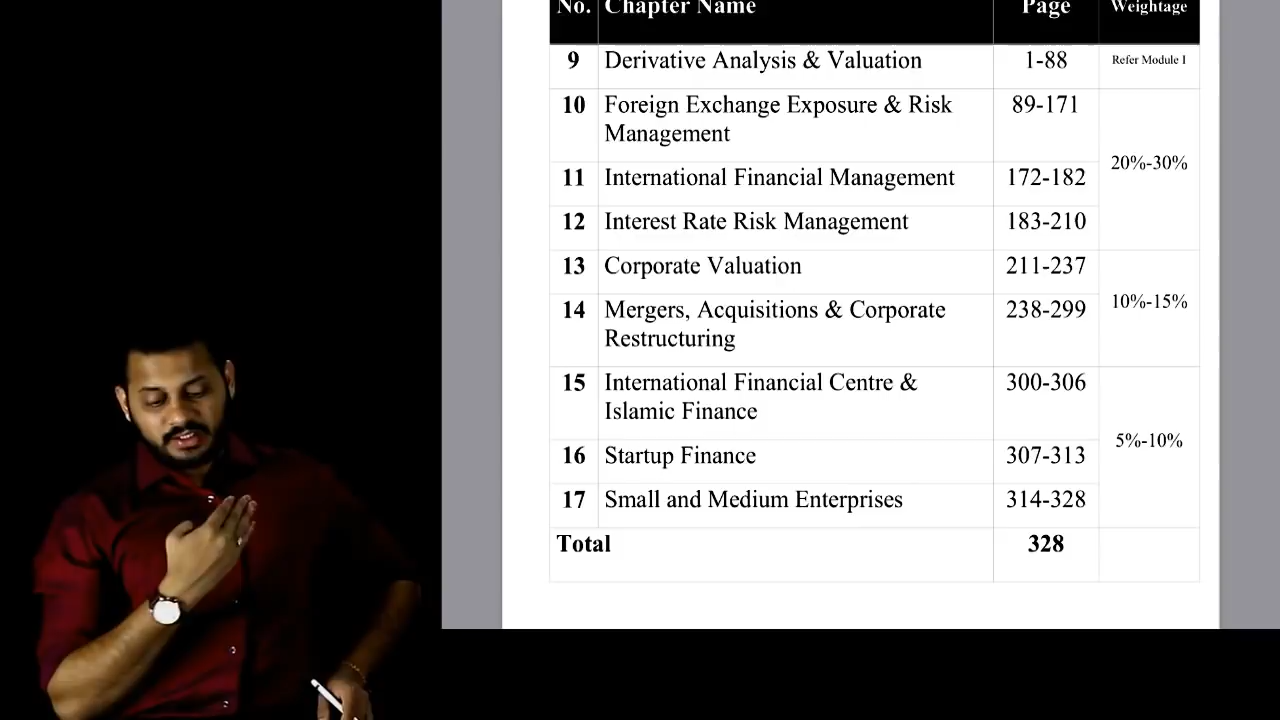 No. Chapter Name Page Weightage
9 Derivative Analysis & Valuation 1-88 Refer Module I
10 Foreign Exchange Exposure & Risk 89-171
Management
20%-30%
11 International Financial Management 172-182
12 Interest Rate Risk Management 183-210
13 Corporate Valuation 211-237
10%-15%
14 Mergers, Acquisitions & Corporate 238-299
Restructuring
15 International Financial Centre & 300-306
Islamic Finance
5%-10%
16 Startup Finance 307-313
17 Small and Medium Enterprises 314-328
Total 328